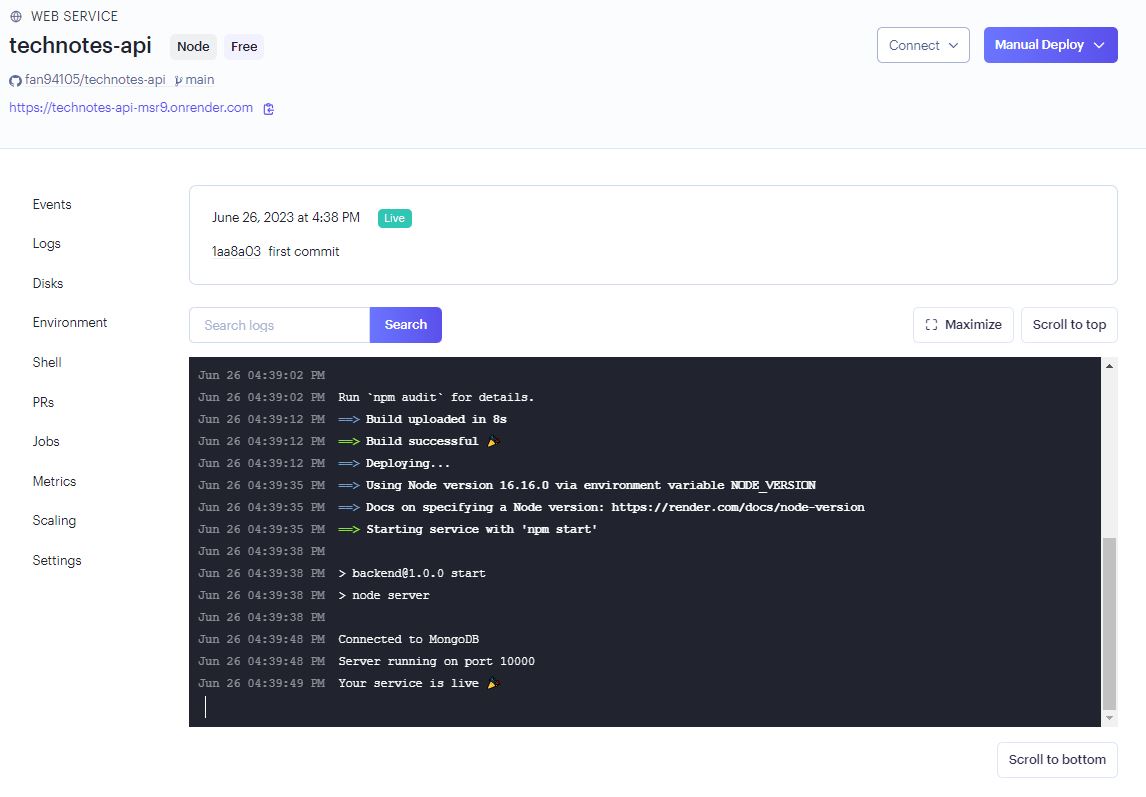 WEB SERVICE
technotes-api Node Free
Connect Manual Deploy
fan94105/technotes-api main
https://technotes-api-msr9.onrender.com
Events
Logs
Disks
Environment
Shell
PRs
Jobs
Metrics
Scaling
Settings
June 26, 2023 at 4:38 PM Live
1aa8a03 first commit
Search logs Search Maximize Scroll to top
Jun 26 04:39:02 PM
Jun 26 04:39:02 PM Run `npm audit` for details.
Jun 26 04:39:12 PM ==> Build uploaded in 8s
Jun 26 04:39:12 PM ==> Build successful 🎉
Jun 26 04:39:12 PM ==> Deploying...
Jun 26 04:39:35 PM ==> Using Node version 16.16.0 via environment variable NODE_VERSION
Jun 26 04:39:35 PM ==> Docs on specifying a Node version: https://render.com/docs/node-version
Jun 26 04:39:35 PM ==> Starting service with 'npm start'
Jun 26 04:39:38 PM
Jun 26 04:39:38 PM > backend@1.0.0 start
Jun 26 04:39:38 PM > node server
Jun 26 04:39:38 PM
Jun 26 04:39:48 PM Connected to MongoDB
Jun 26 04:39:48 PM Server running on port 10000
Jun 26 04:39:49 PM Your service is live 🎉
Scroll to bottom